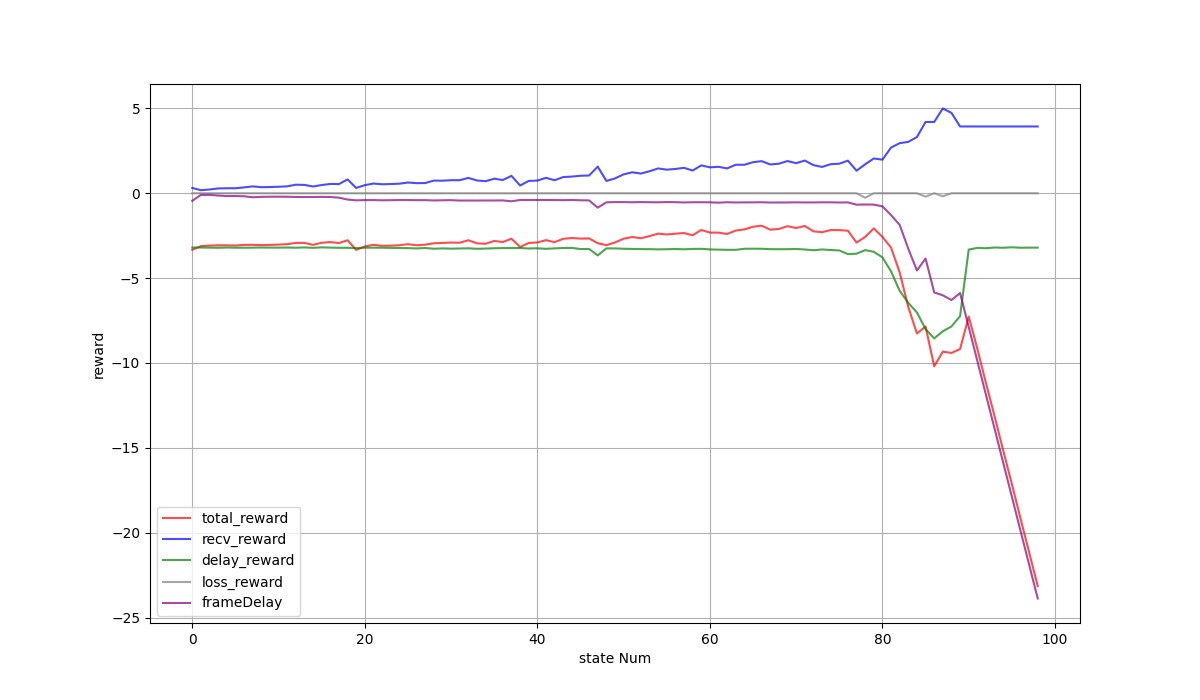 5
0
−5
−10
−15
−20
−25
reward
total_reward
recv_reward
delay_reward
loss_reward
frameDelay
0 20 40 60 80 100
state Num